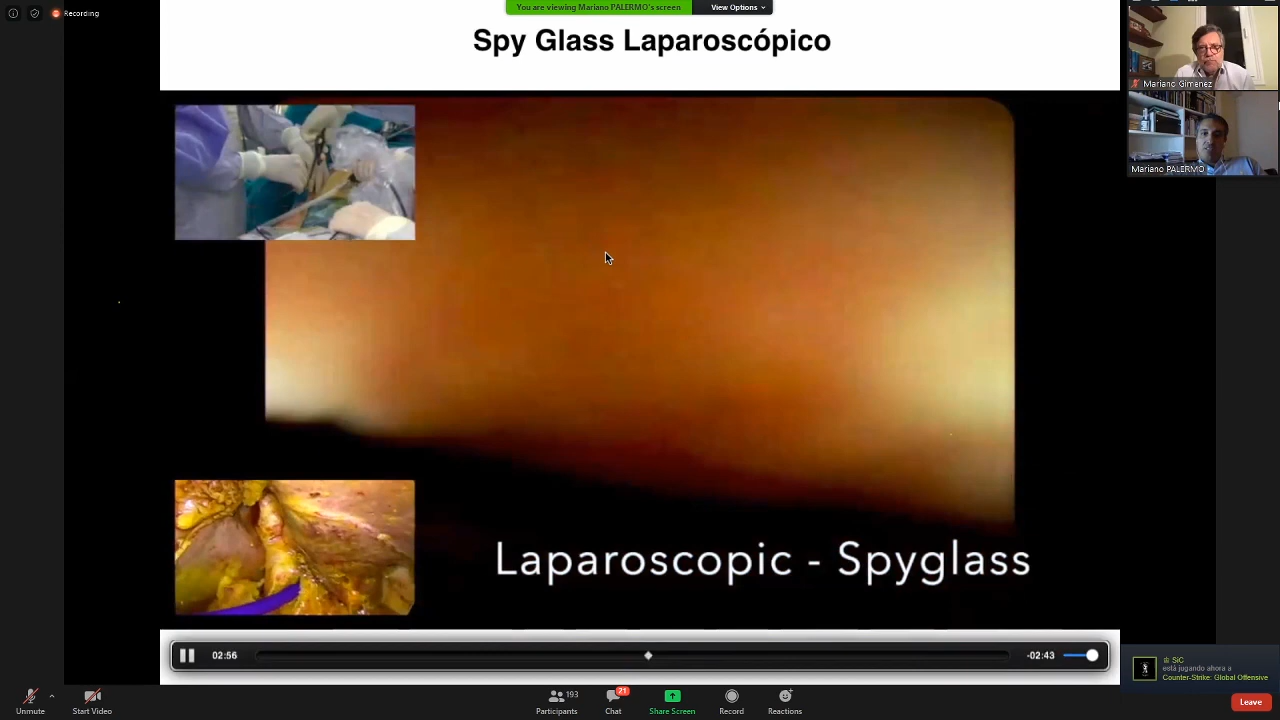 Recording
You are viewing Mariano PALERMO's screen
View Options
Spy Glass Laparoscópico
Mariano Gimenez
Mariano PALERMO
Laparoscopic - Spyglass
02:56
-02:43
SiC
está jugando ahora a
Counter-Strike: Global Offensive
Unmute
Start Video
193
Participants
21
Chat
Share Screen
Record
Reactions
Leave